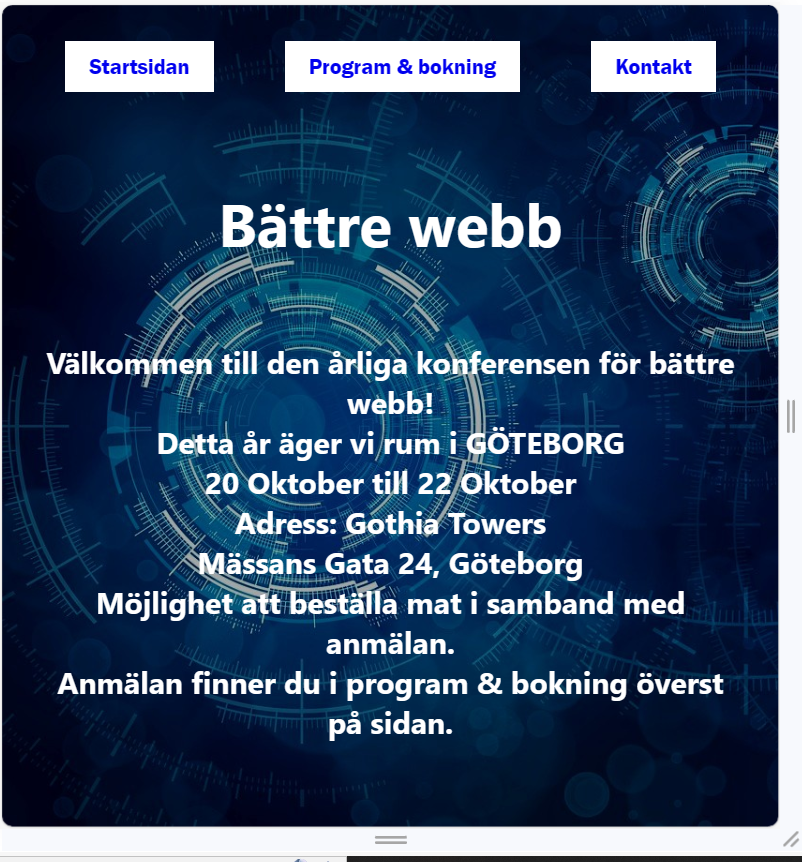 Startsidan Program & bokning Kontakt
Bättre webb
Välkommen till den årliga konferensen för bättre
webb!
Detta år äger vi rum i GÖTEBORG
20 Oktober till 22 Oktober
Adress: Gothia Towers
Mässans Gata 24, Göteborg
Möjlighet att beställa mat i samband med
anmälan.
Anmälan finner du i program & bokning överst
på sidan.